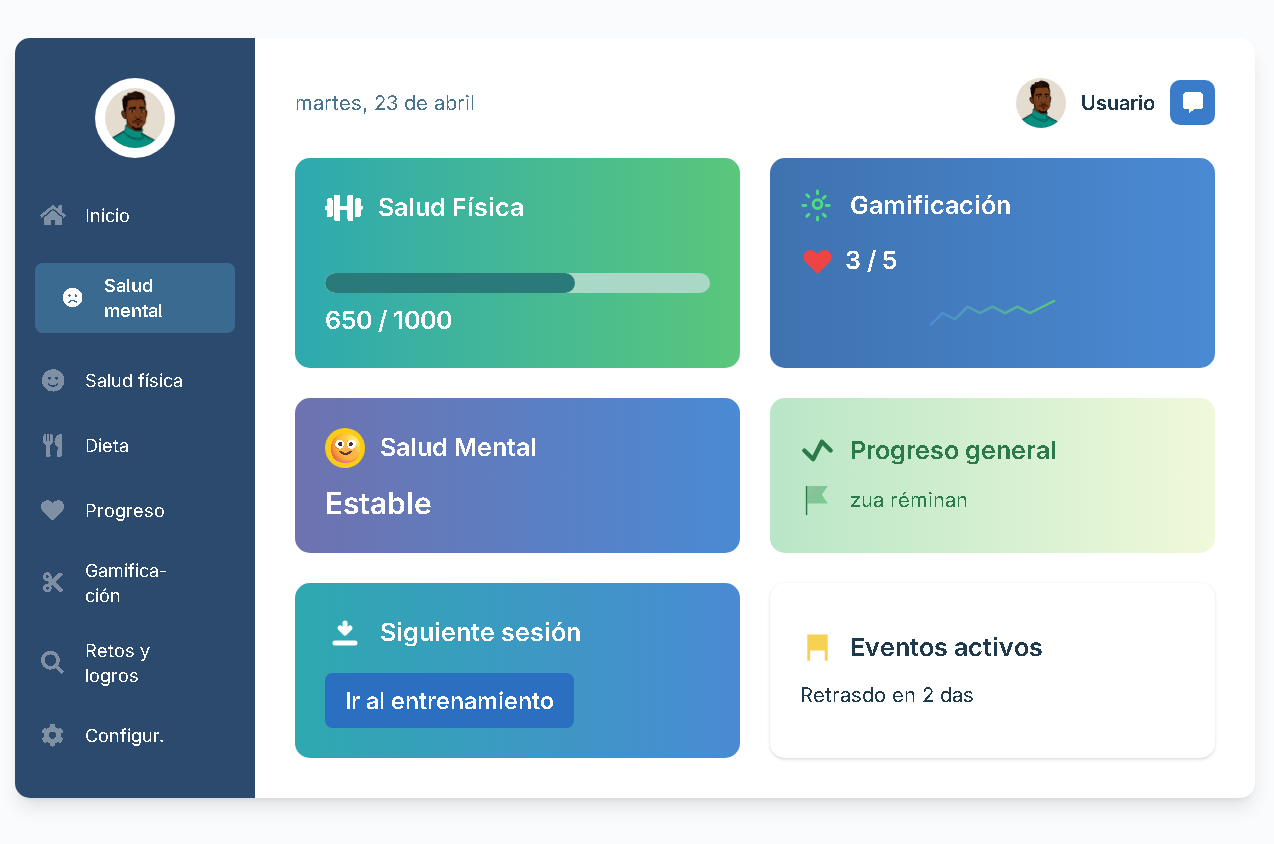 Inicio
Salud
mental
Salud física
Dieta
Progreso
Gamifica-
ción
Retos y
logros
Configur.
martes, 23 de abril
Usuario
Salud Física
650 / 1000
Gamificación
3 / 5
Salud Mental
Estable
Progreso general
zua réminan
Siguiente sesión
Ir al entrenamiento
Eventos activos
Retrasdo en 2 das